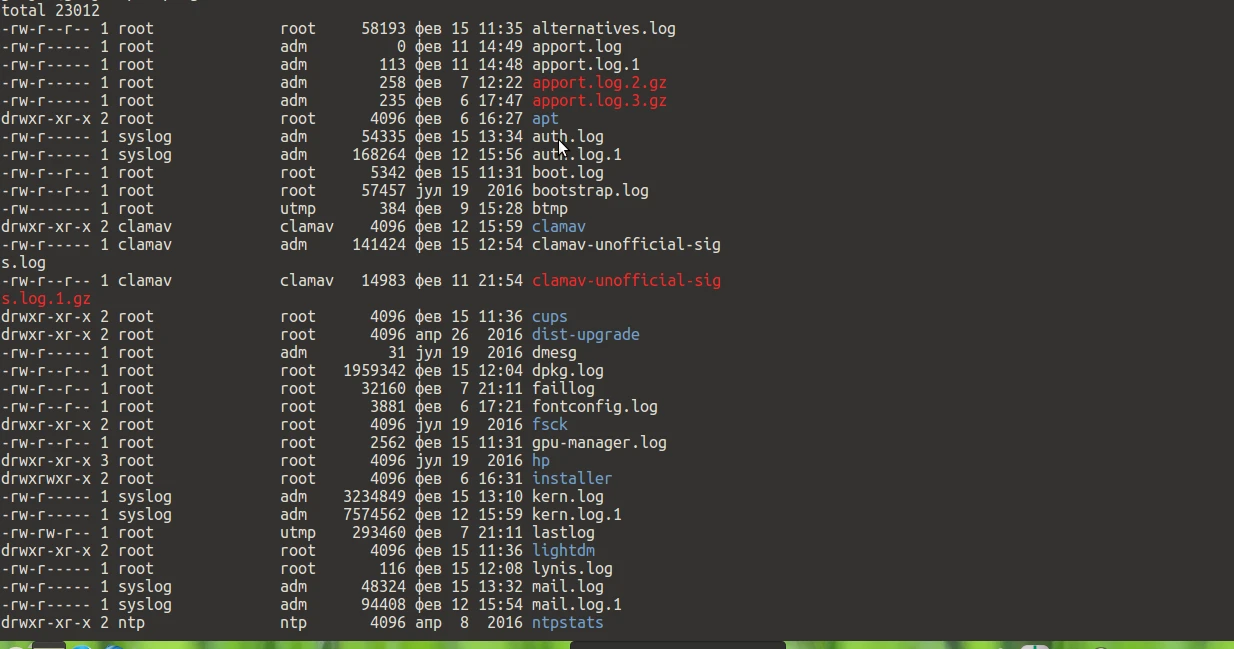 total 23012
-rw-r--r-- 1 root              root     58193 фев 15 11:35 alternatives.log
-rw-r----- 1 root              adm          0 фев 11 14:49 apport.log
-rw-r----- 1 root              adm        113 фев 11 14:48 apport.log.1
-rw-r----- 1 root              adm        258 фев  7 12:22 apport.log.2.gz
-rw-r----- 1 root              adm        235 фев  6 17:47 apport.log.3.gz
drwxr-xr-x 2 root              root      4096 фев  6 16:27 apt
-rw-r----- 1 syslog            adm      54335 фев 15 13:34 auth.log
-rw-r----- 1 syslog            adm     168264 фев 12 15:56 auth.log.1
-rw-r--r-- 1 root              root      5342 фев 15 11:31 boot.log
-rw-r--r-- 1 root              root     57457 јул 19  2016 bootstrap.log
-rw------- 1 root              utmp       384 фев  9 15:28 btmp
drwxr-xr-x 2 clamav            clamav    4096 фев 12 15:59 clamav
-rw-r----- 1 clamav            adm     141424 фев 15 12:54 clamav-unofficial-sig
s.log
-rw-r--r-- 1 clamav            clamav   14983 фев 11 21:54 clamav-unofficial-sig
s.log.1.gz
drwxr-xr-x 2 root              root      4096 фев 15 11:36 cups
drwxr-xr-x 2 root              root      4096 апр 26  2016 dist-upgrade
-rw-r----- 1 root              adm         31 јул 19  2016 dmesg
-rw-r--r-- 1 root              root   1959342 фев 15 12:04 dpkg.log
-rw-r--r-- 1 root              root     32160 фев  7 21:11 faillog
-rw-r--r-- 1 root              root      3881 фев  6 17:21 fontconfig.log
drwxr-xr-x 2 root              root      4096 јул 19  2016 fsck
-rw-r--r-- 1 root              root      2562 фев 15 11:31 gpu-manager.log
drwxr-xr-x 3 root              root      4096 јул 19  2016 hp
drwxrwxr-x 2 root              root      4096 фев  6 16:31 installer
-rw-r----- 1 syslog            adm    3234849 фев 15 13:10 kern.log
-rw-r----- 1 syslog            adm    7574562 фев 12 15:59 kern.log.1
-rw-rw-r-- 1 root              utmp    293460 фев  7 21:11 lastlog
drwxr-xr-x 2 root              root      4096 фев 15 11:36 lightdm
-rw-r----- 1 root              root       116 фев 15 12:08 lynis.log
-rw-r----- 1 syslog            adm      48324 фев 15 13:32 mail.log
-rw-r----- 1 syslog            adm      94408 фев 12 15:54 mail.log.1
drwxr-xr-x 2 ntp               ntp       4096 апр  8  2016 ntpstats